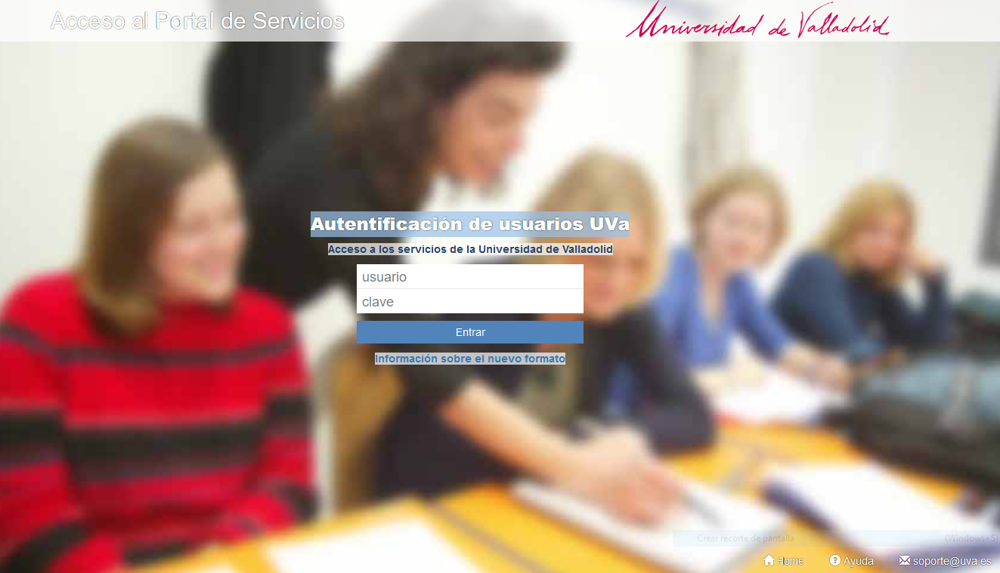 Acceso al Portal de Servicios
Universidad de Valladolid
Autentificación de usuarios UVa
Acceso a los servicios de la Universidad de Valladolid
usuario
clave
Entrar
Información sobre el nuevo formato
Crear recorte de pantalla (Windows+S)
Home Ayuda soporte@uva.es